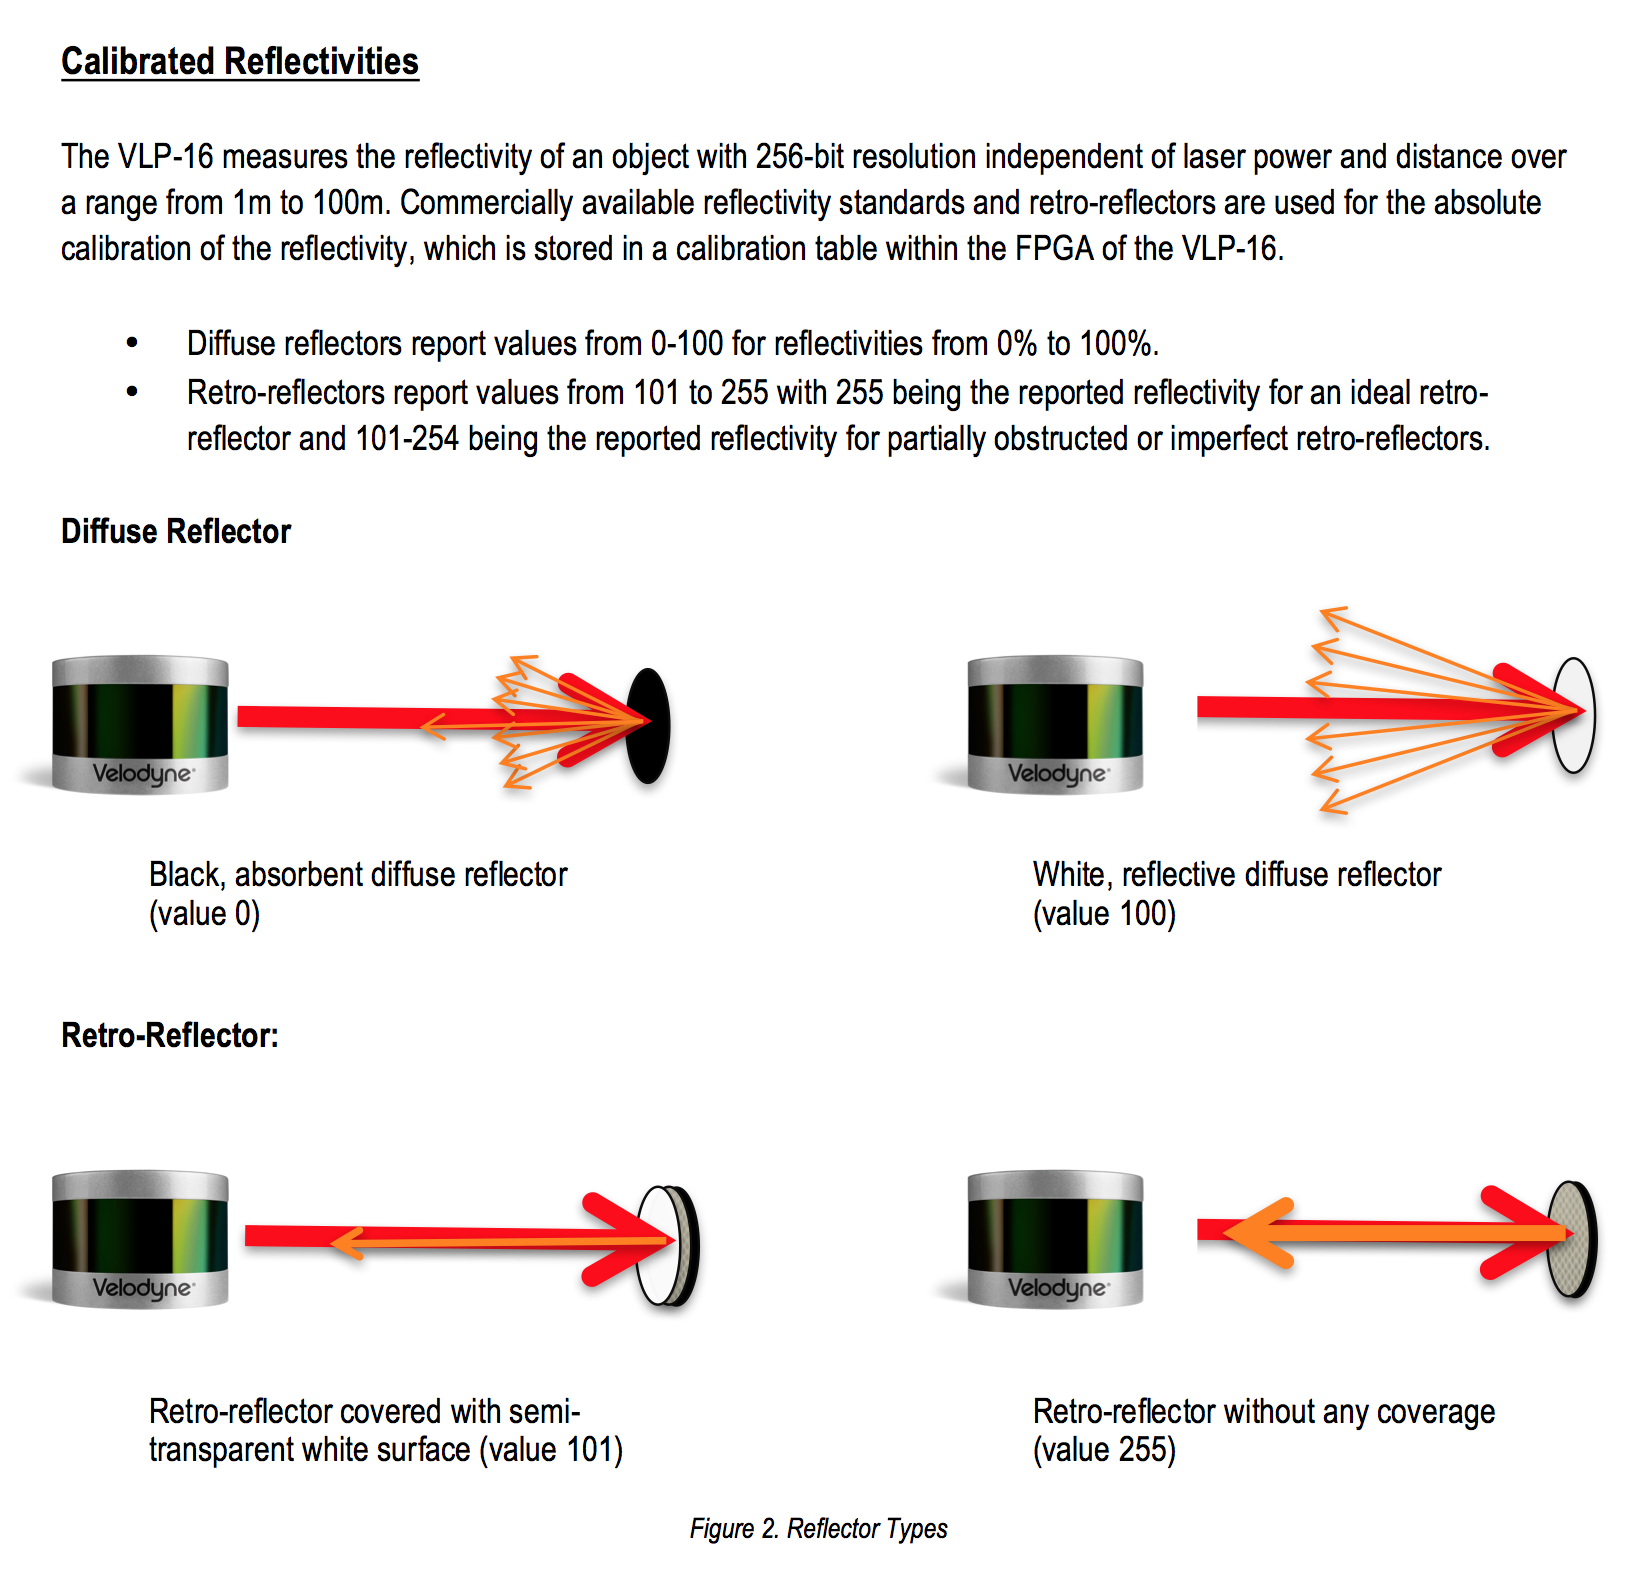 Calibrated Reflectivities
The VLP-16 measures the reflectivity of an object with 256-bit resolution independent of laser power and distance over
a range from 1m to 100m. Commercially available reflectivity standards and retro-reflectors are used for the absolute
calibration of the reflectivity, which is stored in a calibration table within the FPGA of the VLP-16.
• Diffuse reflectors report values from 0-100 for reflectivities from 0% to 100%.
• Retro-reflectors report values from 101 to 255 with 255 being the reported reflectivity for an ideal retro-
reflector and 101-254 being the reported reflectivity for partially obstructed or imperfect retro-reflectors.
Diffuse Reflector
Velodyne
Velodyne
Black, absorbent diffuse reflector
(value 0)
White, reflective diffuse reflector
(value 100)
Retro-Reflector:
Velodyne
Velodyne
Retro-reflector covered with semi-
transparent white surface (value 101)
Retro-reflector without any coverage
(value 255)
Figure 2. Reflector Types